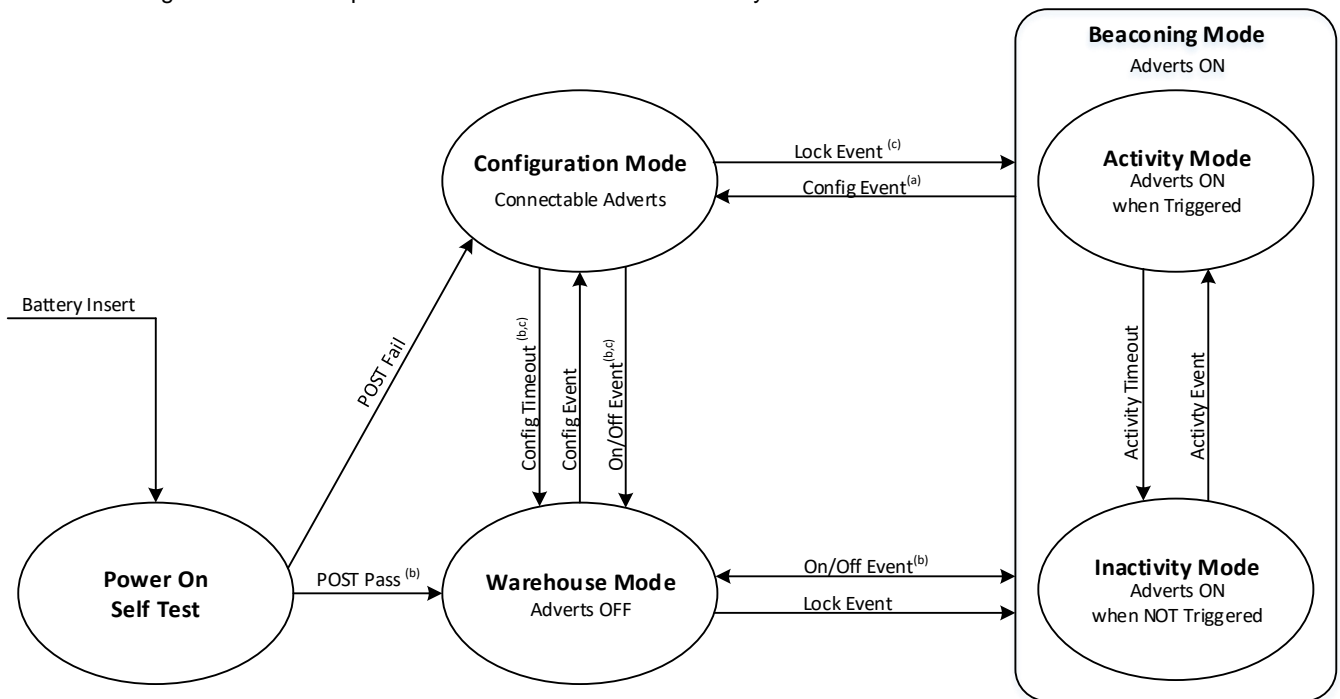 Beaconing Mode
Adverts ON
Configuration Mode
Connectable Adverts
Lock Event (c)
Config Event(a)
Activity Mode
Adverts ON
when Triggered
Battery Insert
POST Fail
Config Timeout (b,c)
Config Event
On/Off Event(b,c)
Activity Timeout
Activty Event
Power On
Self Test
POST Pass (b)
Warehouse Mode
Adverts OFF
On/Off Event(b)
Lock Event
Inactivity Mode
Adverts ON
when NOT Triggered